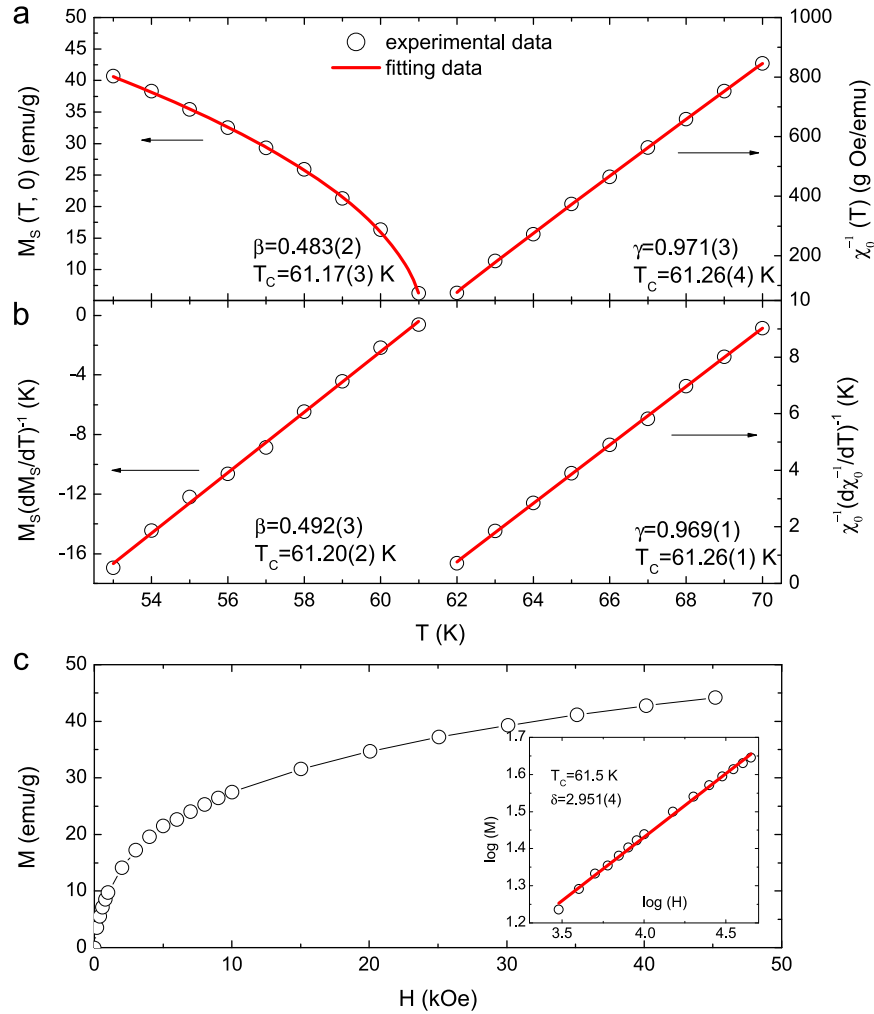 a
50
45
40
35
30
25
20
15
10
M_S (T, 0) (emu/g)
experimental data
fitting data
β=0.483(2)
T_C=61.17(3) K
γ=0.971(3)
T_C=61.26(4) K
1000
800
600
400
200
10
χ_0^-1 (T) (g Oe/emu)
b
0
-4
-8
-12
-16
M_S(dM_S/dT)^-1 (K)
β=0.492(3)
T_C=61.20(2) K
γ=0.969(1)
T_C=61.26(1) K
8
6
4
2
0
χ_0^-1(dχ_0^-1/dT)^-1 (K)
54 56 58 60 62 64 66 68 70
T (K)
c
50
40
30
20
10
0
M (emu/g)
0 10 20 30 40 50
H (kOe)
1.7
1.6
1.5
1.4
1.3
1.2
log (M)
T_C=61.5 K
δ=2.951(4)
log (H)
3.5 4.0 4.5